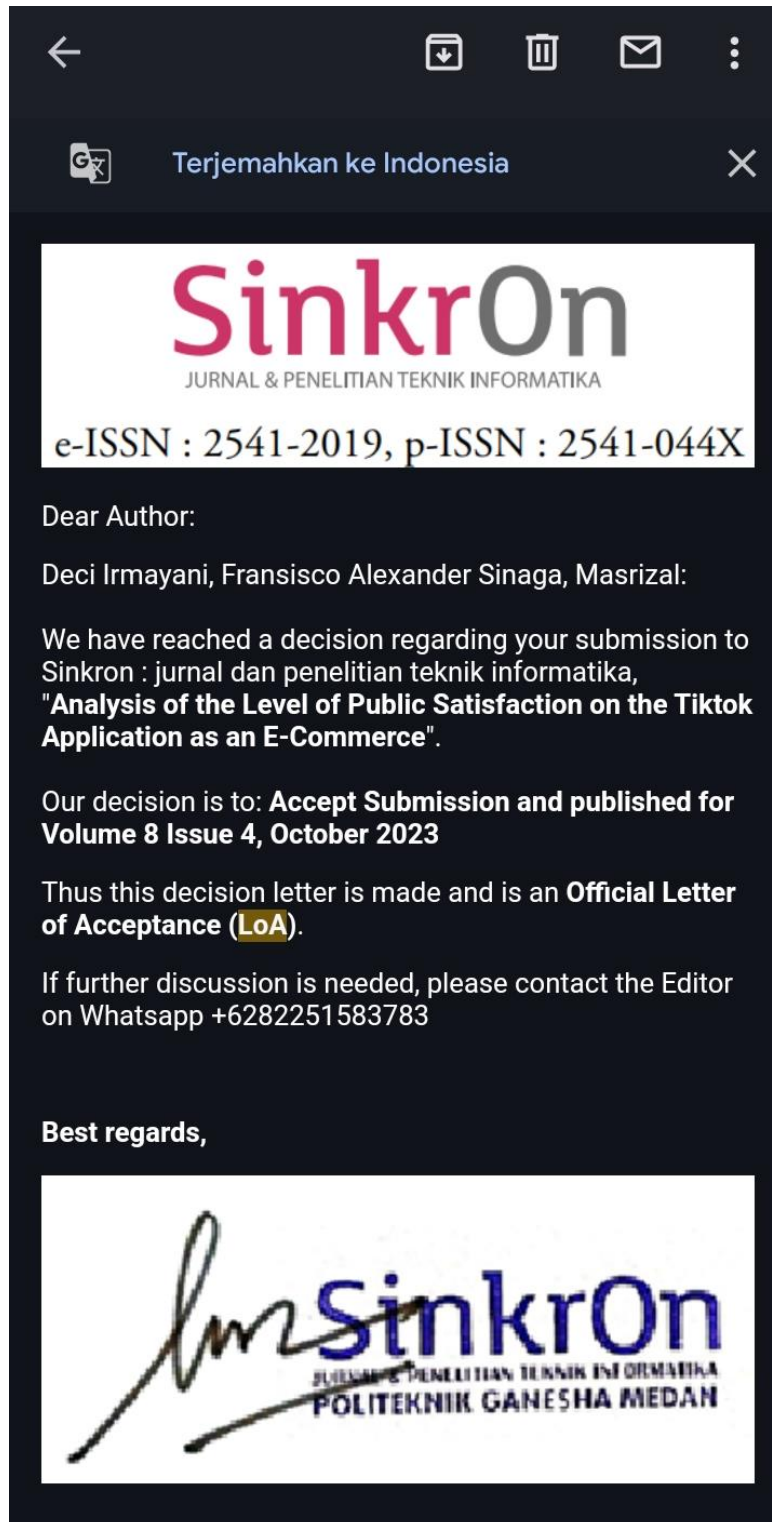 Terjemahkan ke Indonesia
SinkrOn
JURNAL & PENELITIAN TEKNIK INFORMATIKA
e-ISSN : 2541-2019, p-ISSN : 2541-044X
Dear Author:
Deci Irmayani, Fransisco Alexander Sinaga, Masrizal:
We have reached a decision regarding your submission to
Sinkron : jurnal dan penelitian teknik informatika,
"Analysis of the Level of Public Satisfaction on the Tiktok
Application as an E-Commerce".
Our decision is to: Accept Submission and published for
Volume 8 Issue 4, October 2023
Thus this decision letter is made and is an Official Letter
of Acceptance (LoA).
If further discussion is needed, please contact the Editor
on Whatsapp +6282251583783
Best regards,
SinkrOn
JURNAL & PENELITIAN TEKNIK INFORMATIKA
POLITEKNIK GANESHA MEDAN